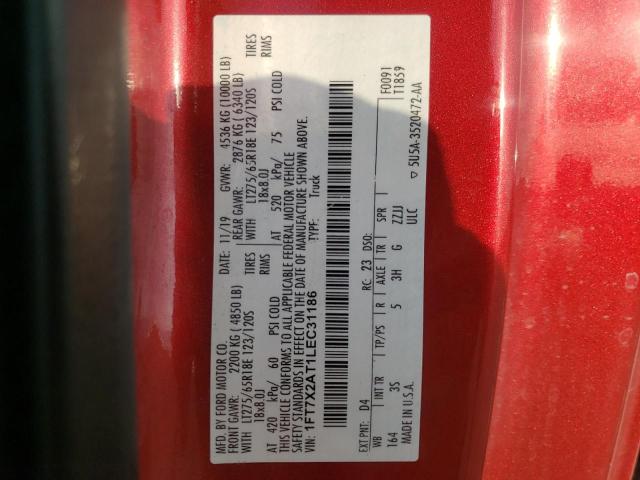 MFD. BY FORD MOTOR CO.
DATE: 11/19 GVWR: 4536 KG (10000 LB)
FRONT GAWR: 2200 KG ( 4850 LB) REAR GAWR: 2876 KG ( 6340 LB)
WITH LT275/65R18E 123/120S TIRES WITH LT275/65R18E 123/120S TIRES
18x8.0J RIMS 18x8.0J RIMS
AT 420 kPa/ 60 PSI COLD AT 520 kPa/ 75 PSI COLD
THIS VEHICLE CONFORMS TO ALL APPLICABLE FEDERAL MOTOR VEHICLE
SAFETY STANDARDS IN EFFECT ON THE DATE OF MANUFACTURE SHOWN ABOVE.
VIN: 1FT7X2AT1LEC31186 TYPE: Truck
F0091
T1859
EXT PNT: D4 RC: 23 DSO:
WB INT TR TP/PS R AXLE TR SPR
164 3S 5 3H G ZZJJ
MADE IN U.S.A. ULC
▽ 5U5A-3520472-AA